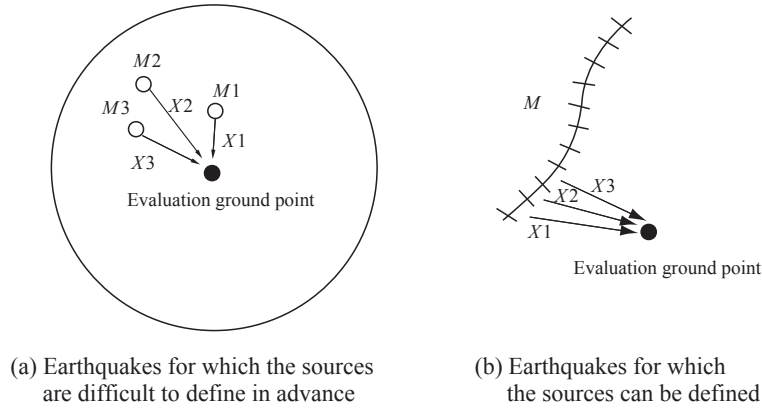 M2
M3
M1
X2
X1
X3
Evaluation ground point
(a) Earthquakes for which the sources
are difficult to define in advance
M
X3
X2
X1
Evaluation ground point
(b) Earthquakes for which
the sources can be defined